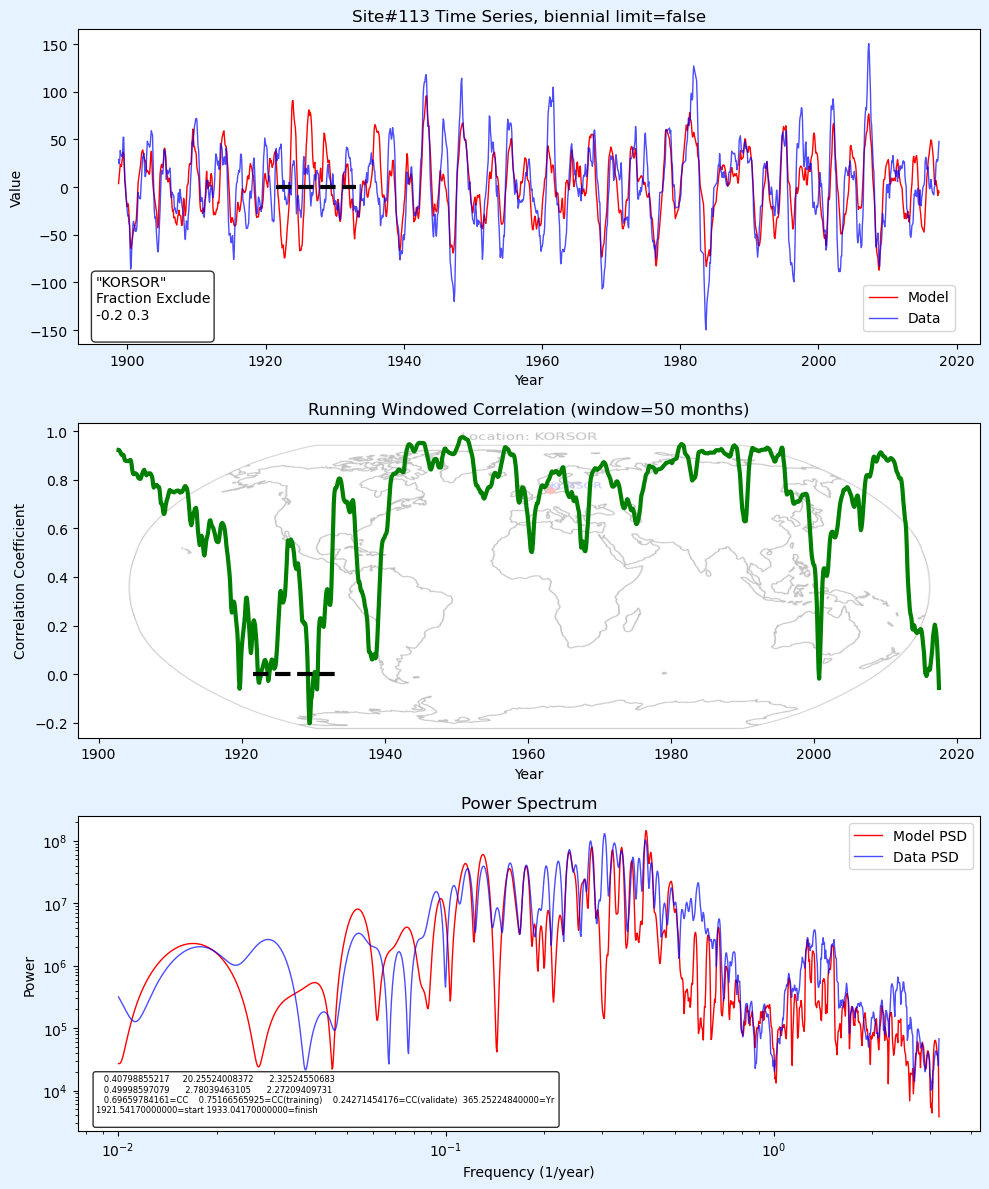 Site#113 Time Series, biennial limit=false
Value
150
100
50
0
−50
−100
−150
"KORSOR"
Fraction Exclude
-0.2 0.3
Model
Data
1900 1920 1940 1960 1980 2000 2020
Year
Running Windowed Correlation (window=50 months)
Location: KORSOR
KORSOR
Correlation Coefficient
1.0
0.8
0.6
0.4
0.2
0.0
−0.2
1900 1920 1940 1960 1980 2000 2020
Year
Power Spectrum
Model PSD
Data PSD
Power
10^8
10^7
10^6
10^5
10^4
0.40798855217 20.25524008372 2.32524550683
0.49998597079 2.78039463105 2.27209409731
0.69659784161=CC 0.75166565925=CC(training) 0.24271454176=CC(validate) 365.25224840000=Yr
1921.54170000000=start 1933.04170000000=finish
10^−2 10^−1 10^0
Frequency (1/year)